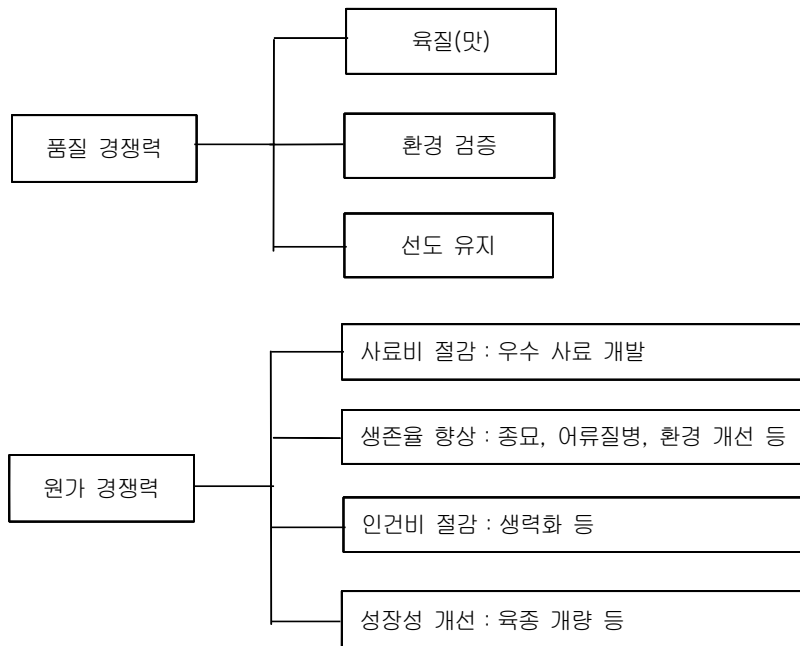 육질(맛)
품질 경쟁력
환경 검증
선도 유지
사료비 절감 : 우수 사료 개발
생존율 향상 : 종묘, 어류질병, 환경 개선 등
원가 경쟁력
인건비 절감 : 생력화 등
성장성 개선 : 육종 개량 등